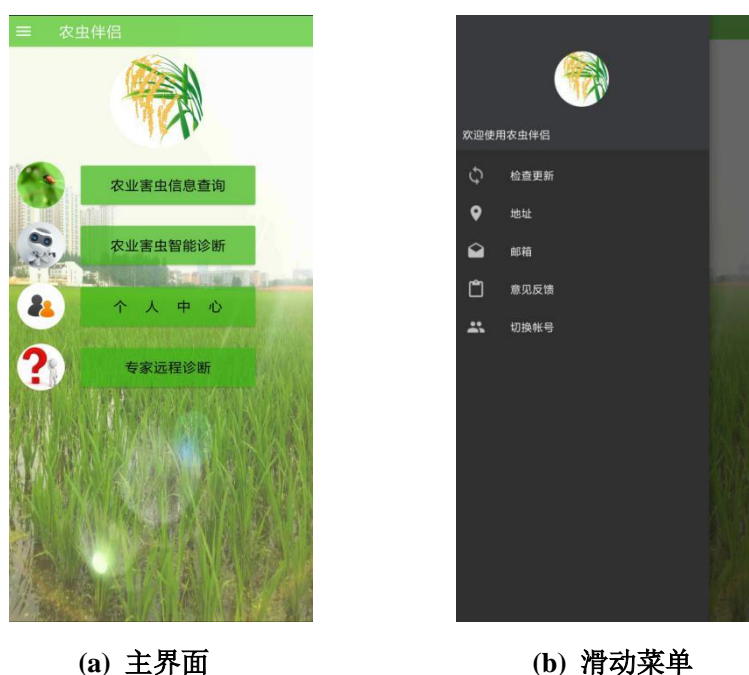 农虫伴侣
农业害虫信息查询
农业害虫智能诊断
个 人 中 心
专家远程诊断
欢迎使用农虫伴侣
检查更新
地址
邮箱
意见反馈
切换帐号
(a) 主界面
(b) 滑动菜单